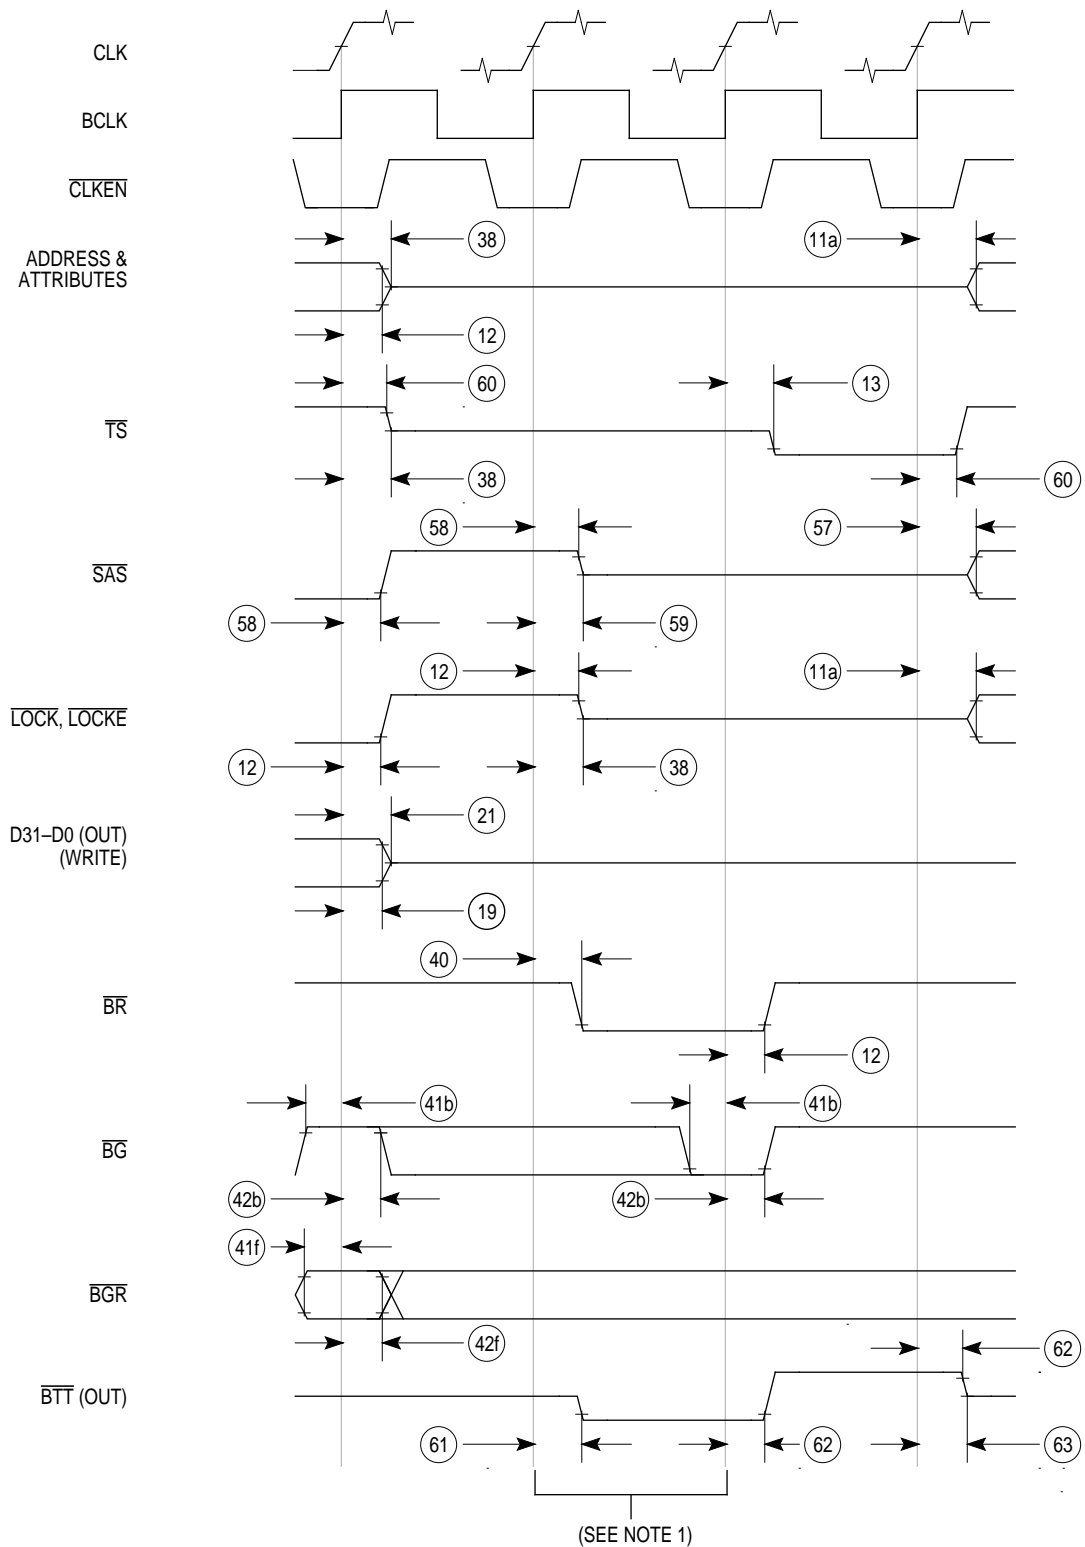 CLK
BCLK
CLKEN
38
11a
ADDRESS &
ATTRIBUTES
12
60
13
TS
38
60
58
57
SAS
58
59
12
11a
LOCK, LOCKE
12
38
21
D31–D0 (OUT)
(WRITE)
19
40
BR
12
41b
41b
BG
42b
42b
41f
BGR
42f
62
BTT (OUT)
61
62
63
(SEE NOTE 1)